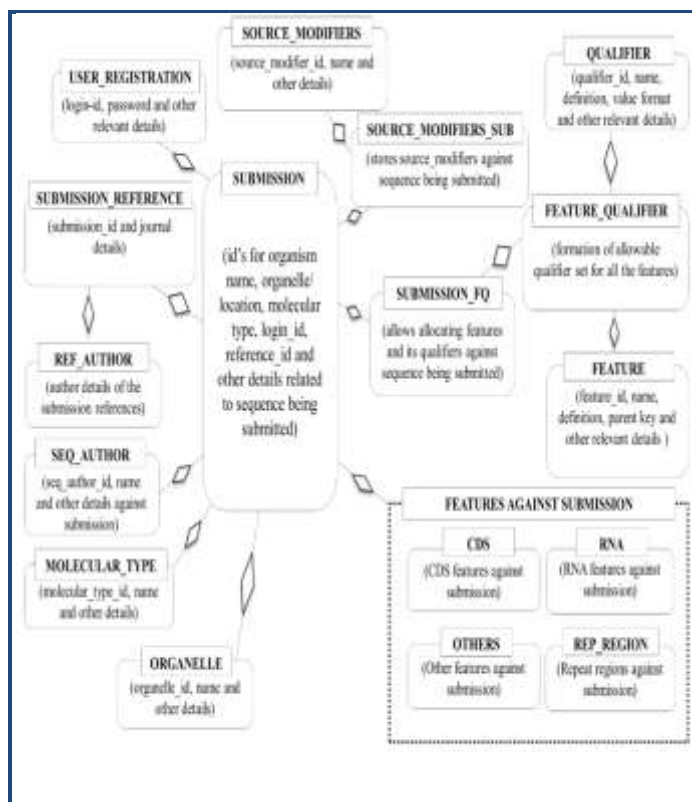 SOURCE_MODIFIERS
(source_modifier_id, name and
other details)
USER_REGISTRATION
(login-id, password and other
relevant details)
QUALIFIER
(qualifier_id, name,
definition, value format
and other relevant details)
SOURCE_MODIFIERS_SUB
(stores source_modifiers against
sequence being submitted)
SUBMISSION
(id's for organism
name, organelle/
location, molecular
type, login_id,
reference_id and
other details related
to sequence being
submitted)
SUBMISSION_REFERENCE
(submission_id and journal
details)
FEATURE_QUALIFIER
(formation of allowable
qualifier set for all the features)
SUBMISSION_FQ
(allows allocating features
and its qualifiers against
sequence being submitted)
REF_AUTHOR
(author details of the
submission references)
FEATURE
(feature_id, name,
definition, parent key and
other relevant details )
SEQ_AUTHOR
(seq_author_id, name
and other details against
submission)
MOLECULAR_TYPE
(molecular_type_id, name
and other details)
ORGANELLE
(organelle_id, name and
other details)
FEATURES AGAINST SUBMISSION
CDS
(CDS features against
submission)
RNA
(RNA features against
submission)
OTHERS
(Other features against
submission)
REP_REGION
(Repeat regions against
submission)